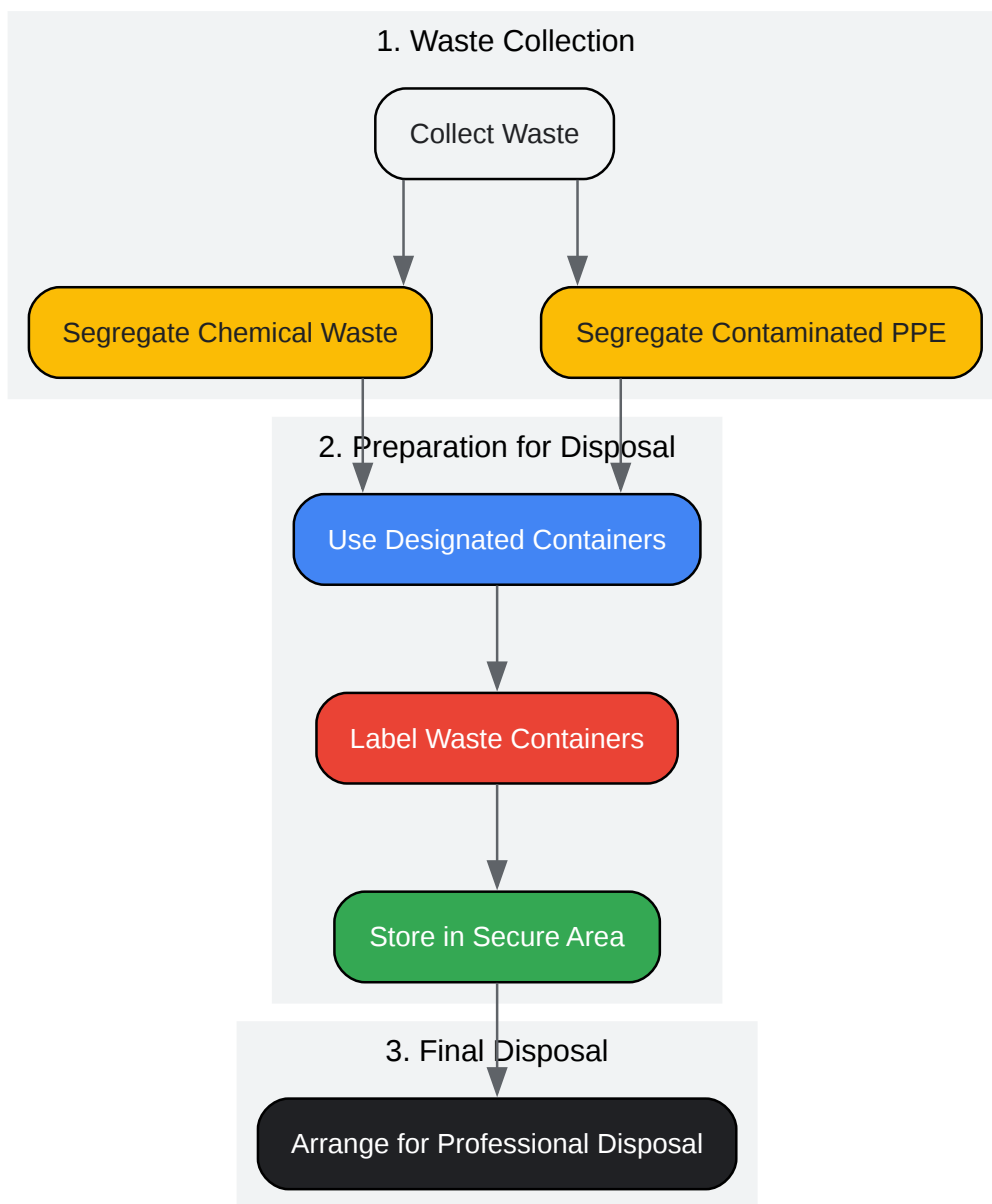 1. Waste Collection
Collect Waste
Segregate Chemical Waste
Segregate Contaminated PPE
2. Preparation for Disposal
Use Designated Containers
Label Waste Containers
Store in Secure Area
3. Final Disposal
Arrange for Professional Disposal